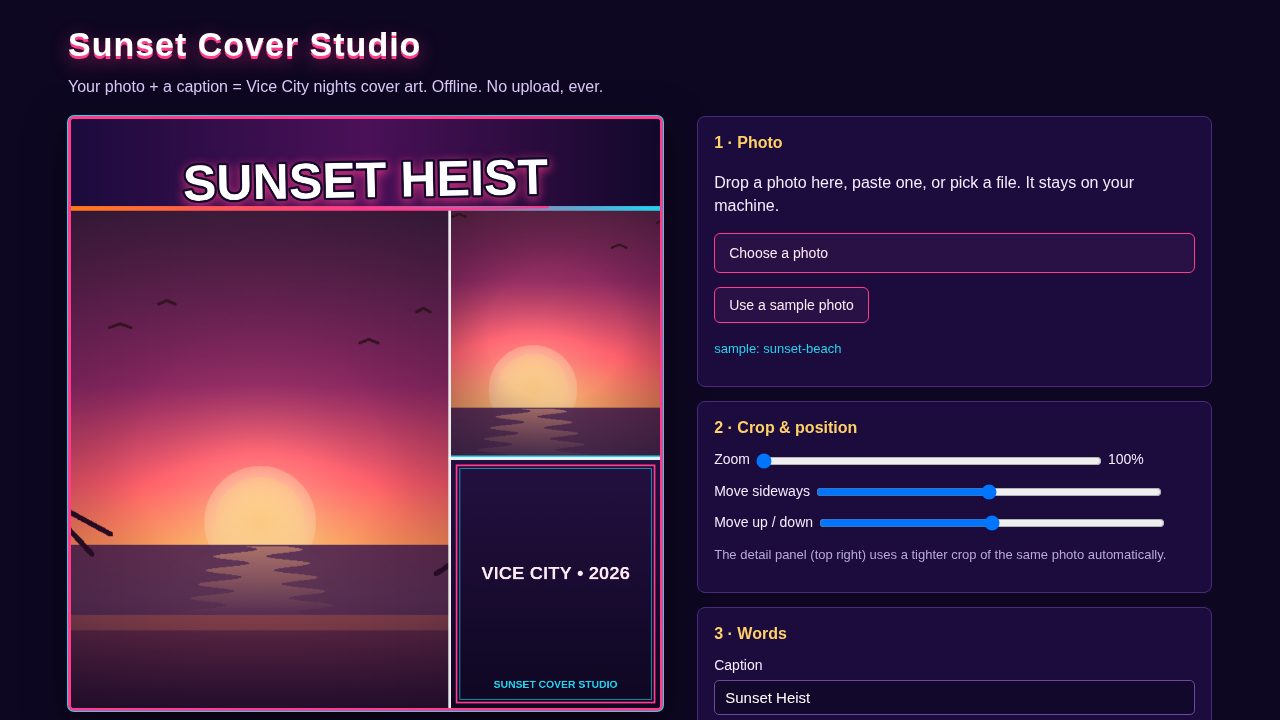 Sunset Cover Studio
Your photo + a caption = Vice City nights cover art. Offline. No upload, ever.
SUNSET HEIST
VICE CITY • 2026
SUNSET COVER STUDIO
1 · Photo
Drop a photo here, paste one, or pick a file. It stays on your
machine.
Choose a photo
Use a sample photo
sample: sunset-beach
2 · Crop & position
Zoom 100%
Move sideways
Move up / down
The detail panel (top right) uses a tighter crop of the same photo automatically.
3 · Words
Caption
Sunset Heist